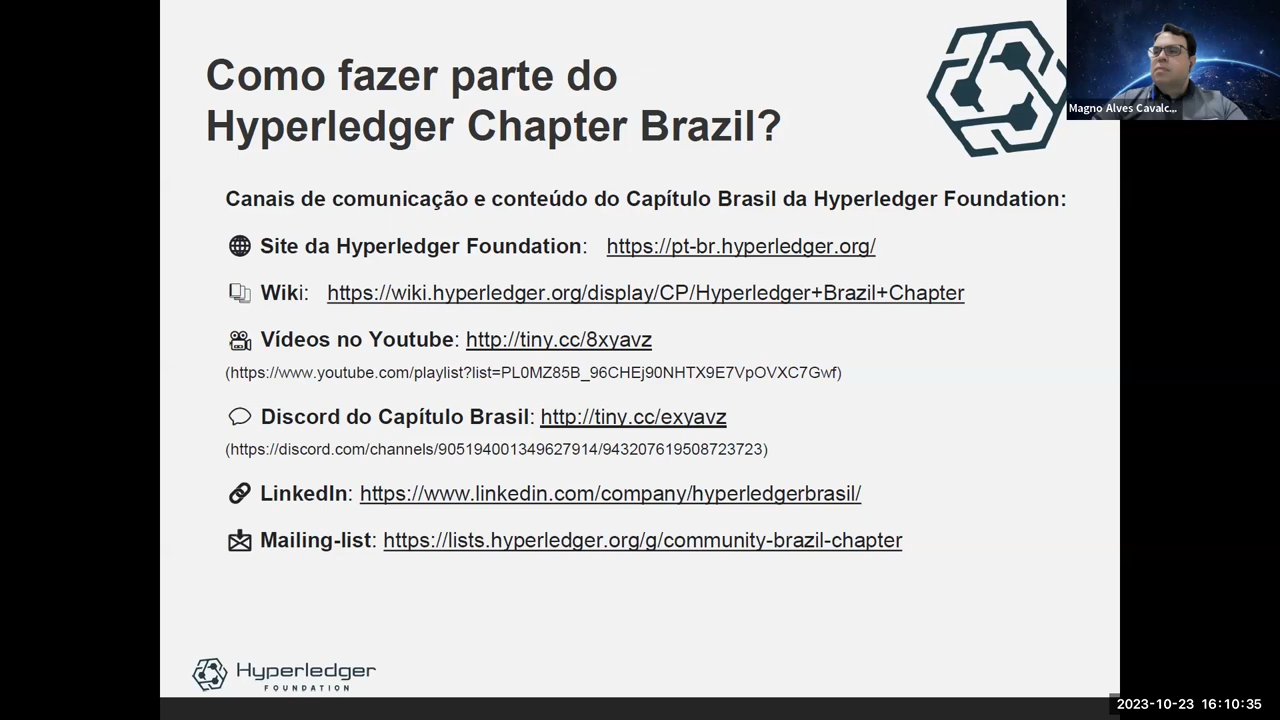 Como fazer parte do
Hyperledger Chapter Brazil?
Magno Alves Cavalc...
Canais de comunicação e conteúdo do Capítulo Brasil da Hyperledger Foundation:
Site da Hyperledger Foundation: https://pt-br.hyperledger.org/
Wiki: https://wiki.hyperledger.org/display/CP/Hyperledger+Brazil+Chapter
Vídeos no Youtube: http://tiny.cc/8xyavz
(https://www.youtube.com/playlist?list=PL0MZ85B_96CHEj90NHTX9E7VpOVXC7Gwf)
Discord do Capítulo Brasil: http://tiny.cc/exyavz
(https://discord.com/channels/905194001349627914/943207619508723723)
LinkedIn: https://www.linkedin.com/company/hyperledgerbrasil/
Mailing-list: https://lists.hyperledger.org/g/community-brazil-chapter
Hyperledger
FOUNDATION
2023-10-23 16:10:35